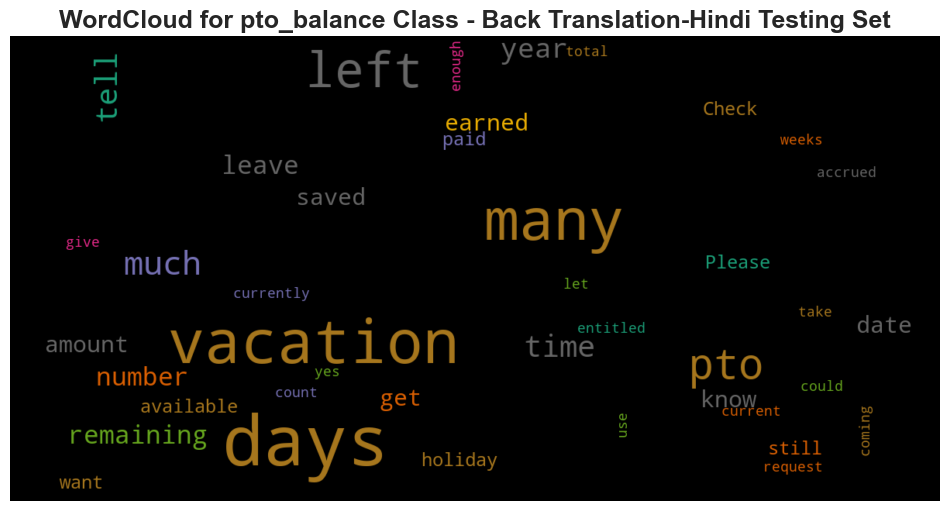 WordCloud for pto_balance Class - Back Translation-Hindi Testing Set
tell
left
enough
year
total
earned
paid
Check
weeks
accrued
leave
saved
many
give
much
currently
Please
let
take
entitled
date
vacation
amount
time
pto
number
yes
count
get
know
could
current
available
remaining
days
use
coming
holiday
still
request
want